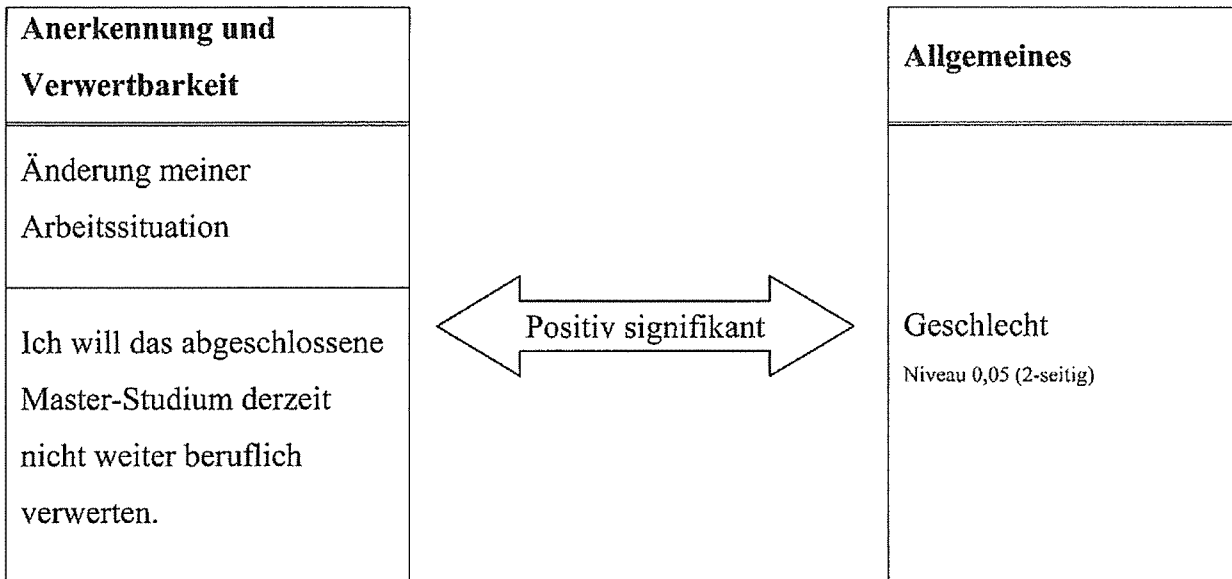 Anerkennung und
Verwertbarkeit
Änderung meiner
Arbeitssituation
Ich will das abgeschlossene
Master-Studium derzeit
nicht weiter beruflich
verwerten.
Positiv signifikant
Allgemeines
Geschlecht
Niveau 0,05 (2-seitig)